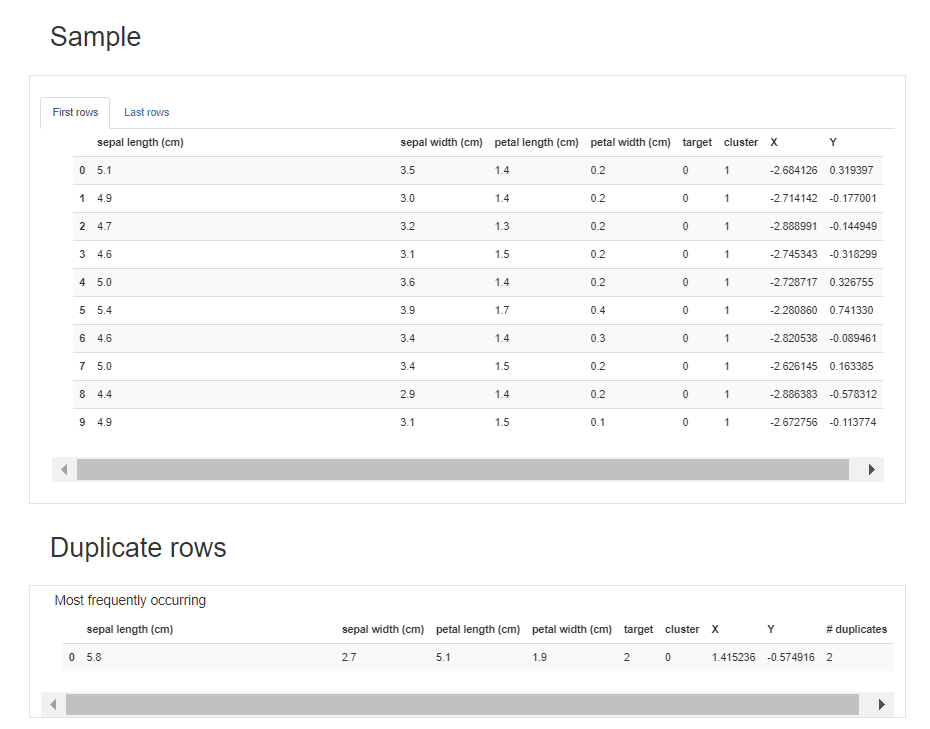 Sample
First rows Last rows
sepal length (cm) sepal width (cm) petal length (cm) petal width (cm) target cluster X Y
0 5.1 3.5 1.4 0.2 0 1 -2.684126 0.319397
1 4.9 3.0 1.4 0.2 0 1 -2.714142 -0.177001
2 4.7 3.2 1.3 0.2 0 1 -2.888991 -0.144949
3 4.6 3.1 1.5 0.2 0 1 -2.745343 -0.318299
4 5.0 3.6 1.4 0.2 0 1 -2.728717 0.326755
5 5.4 3.9 1.7 0.4 0 1 -2.280860 0.741330
6 4.6 3.4 1.4 0.3 0 1 -2.820538 -0.089461
7 5.0 3.4 1.5 0.2 0 1 -2.626145 0.163385
8 4.4 2.9 1.4 0.2 0 1 -2.886383 -0.578312
9 4.9 3.1 1.5 0.1 0 1 -2.672756 -0.113774
Duplicate rows
Most frequently occurring
sepal length (cm) sepal width (cm) petal length (cm) petal width (cm) target cluster X Y # duplicates
0 5.8 2.7 5.1 1.9 2 0 1.415236 -0.574916 2